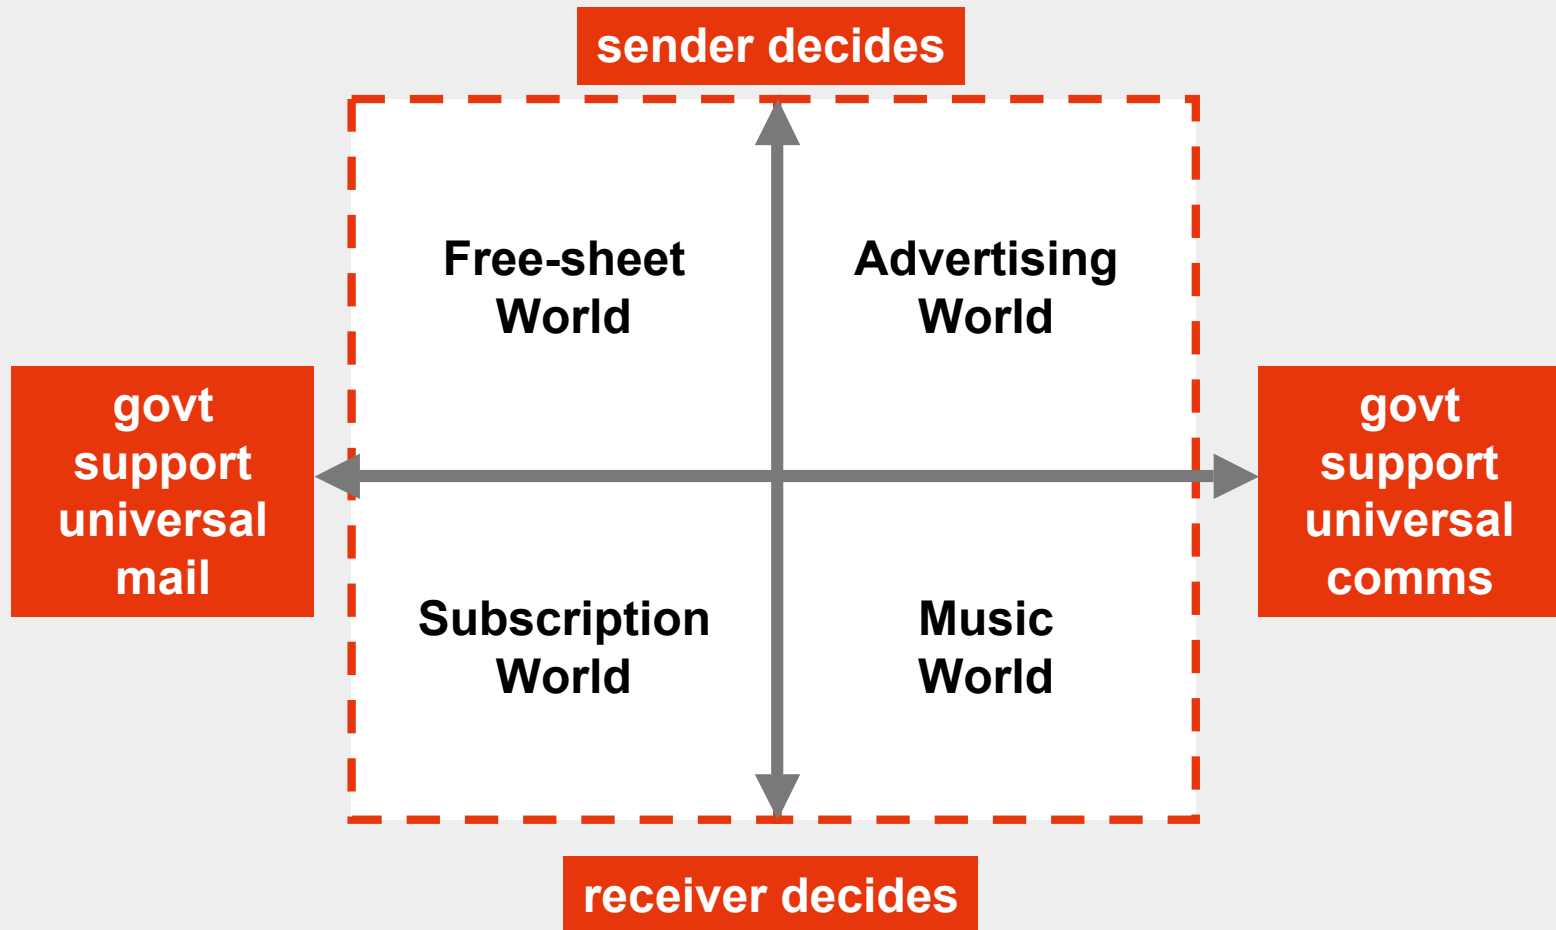 sender decides
Free-sheet
World
Advertising
World
govt
support
universal
mail
govt
support
universal
comms
Subscription
World
Music
World
receiver decides